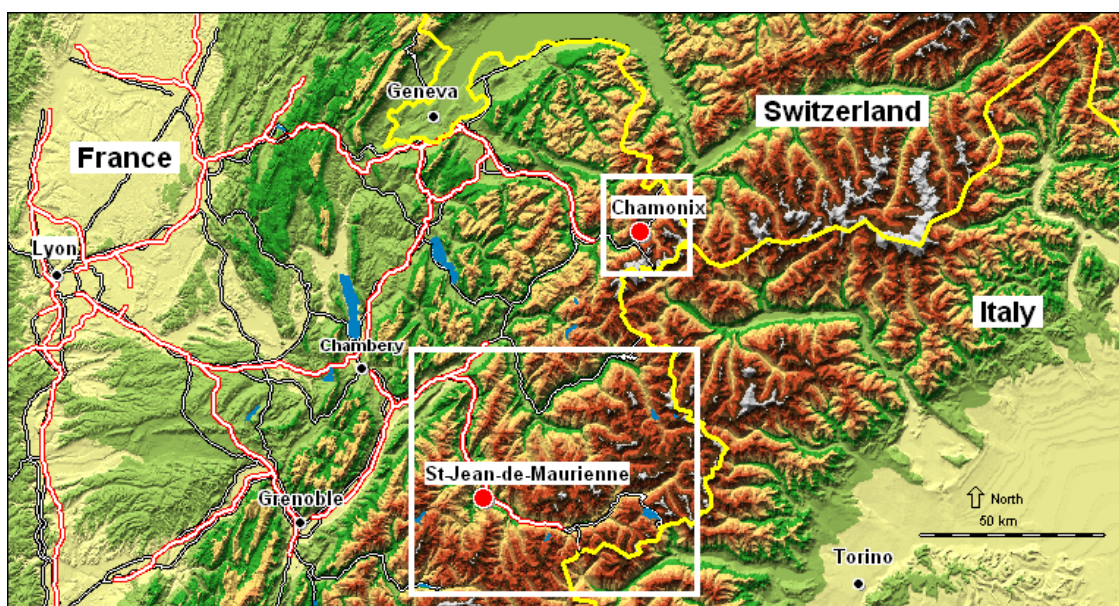 Geneva
Switzerland
France
Chamonix
Lyon
Italy
Chambery
St-Jean-de-Maurienne
Grenoble
North
50 km
Torino